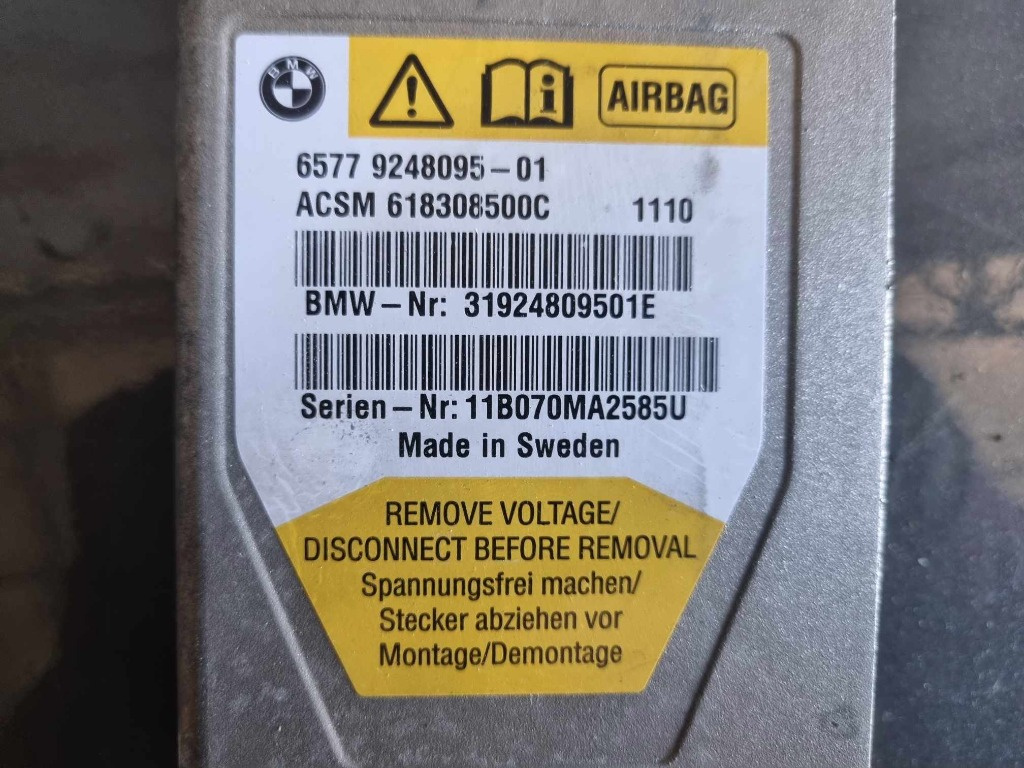 BMW
AIRBAG
6577 9248095-01
ACSM 618308500C 1110
BMW-Nr: 31924809501E
Serien-Nr: 11B070MA2585U
Made in Sweden
REMOVE VOLTAGE/
DISCONNECT BEFORE REMOVAL
Spannungsfrei machen/
Stecker abziehen vor
Montage/Demontage